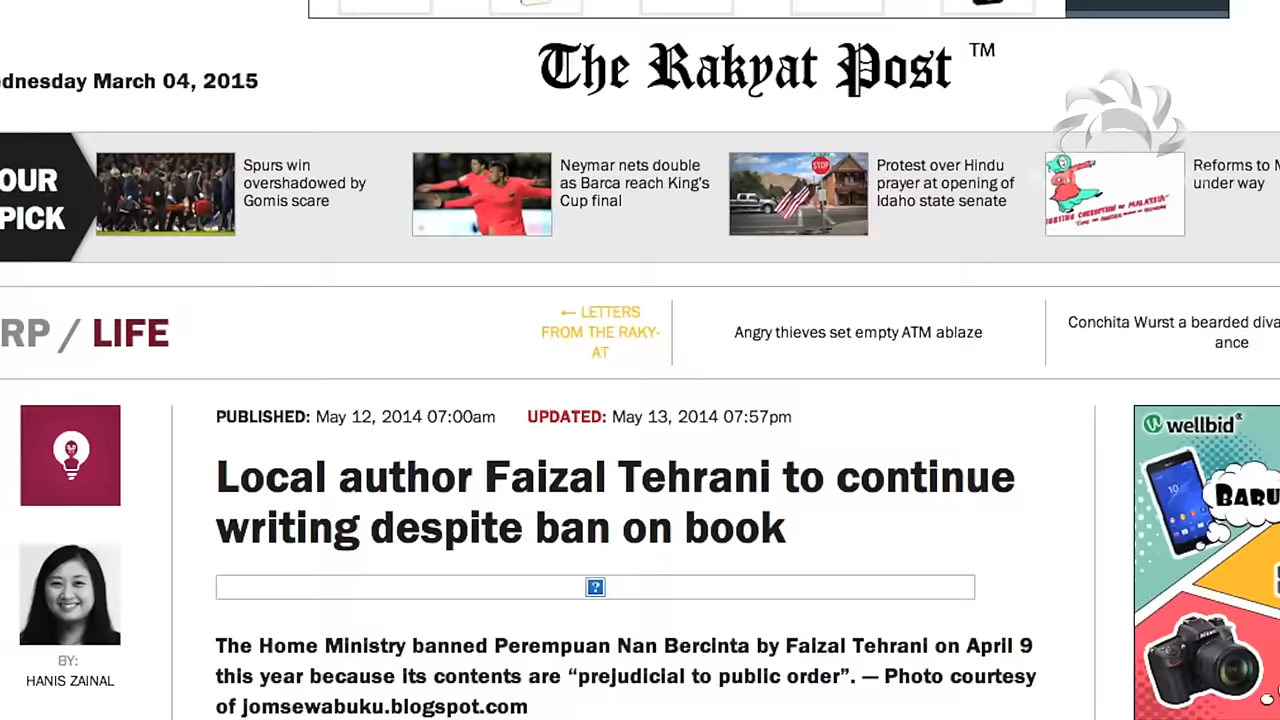 The Rakyat Post ™
dnesday March 04, 2015
OUR
PICK
Spurs win
overshadowed by
Gomis scare
Neymar nets double
as Barca reach King's
Cup final
Protest over Hindu
prayer at opening of
Idaho state senate
Reforms to
under way
RP / LIFE
← LETTERS
FROM THE RAKY-
AT
Angry thieves set empty ATM ablaze
Conchita Wurst a bearded diva
ance
PUBLISHED: May 12, 2014 07:00am UPDATED: May 13, 2014 07:57pm
wellbid®
Local author Faizal Tehrani to continue
writing despite ban on book
BARU
?
The Home Ministry banned Perempuan Nan Bercinta by Faizal Tehrani on April 9
this year because its contents are “prejudicial to public order”. — Photo courtesy
of jomsewabuku.blogspot.com
BY:
HANIS ZAINAL
STOP